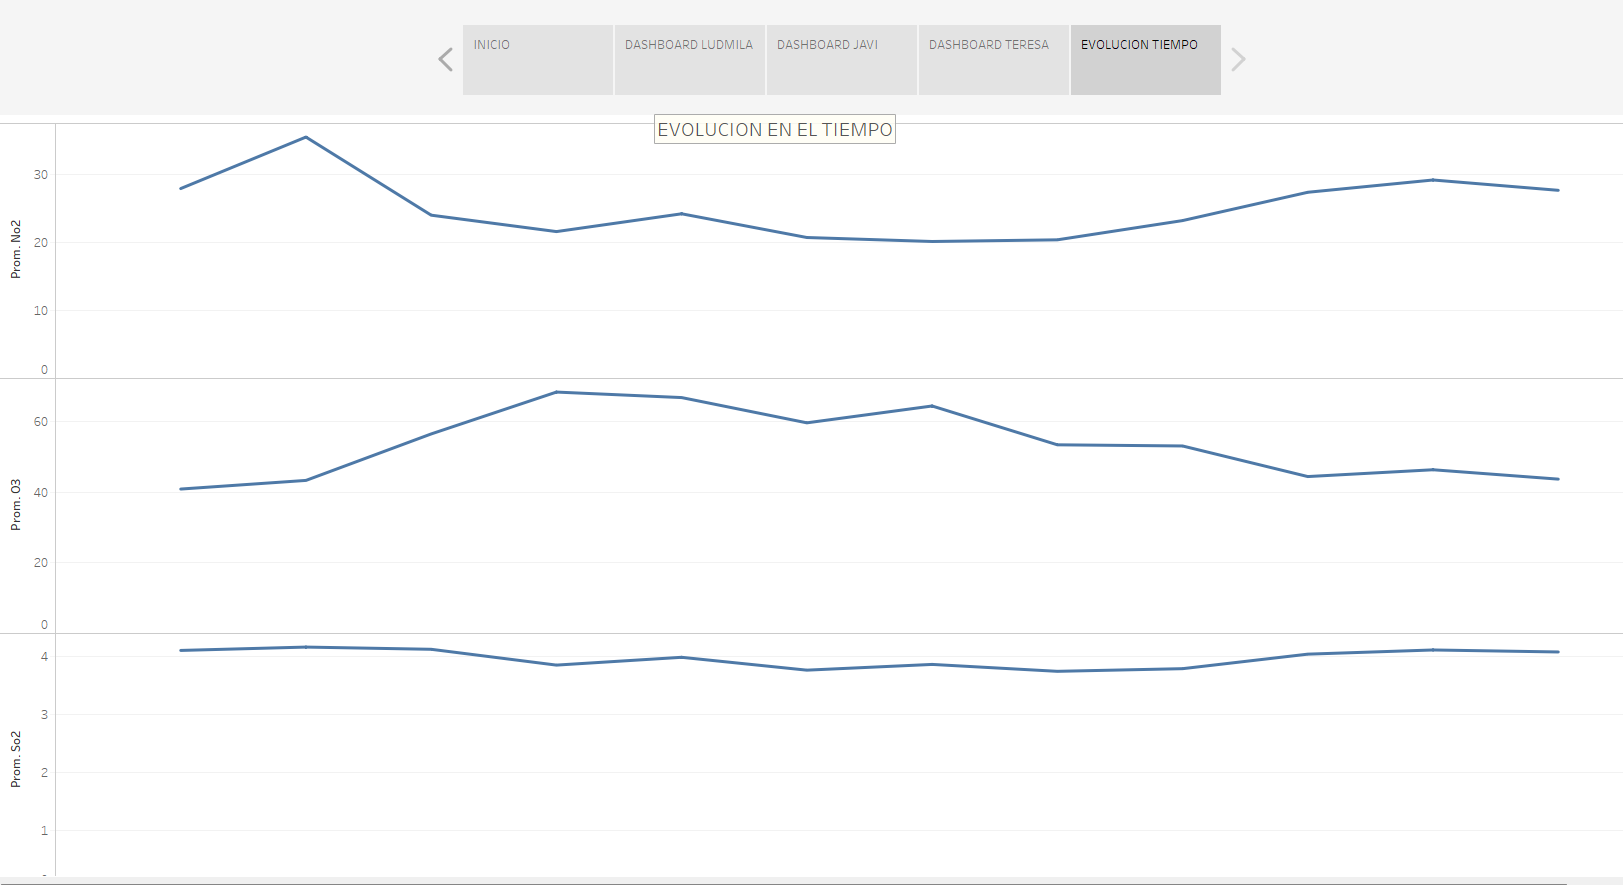 INICIO
DASHBOARD LUDMILA
DASHBOARD JAVI
DASHBOARD TERESA
EVOLUCION TIEMPO
EVOLUCION EN EL TIEMPO
Prom. No2
30
20
10
0
Prom. O3
60
40
20
0
Prom. So2
4
3
2
1